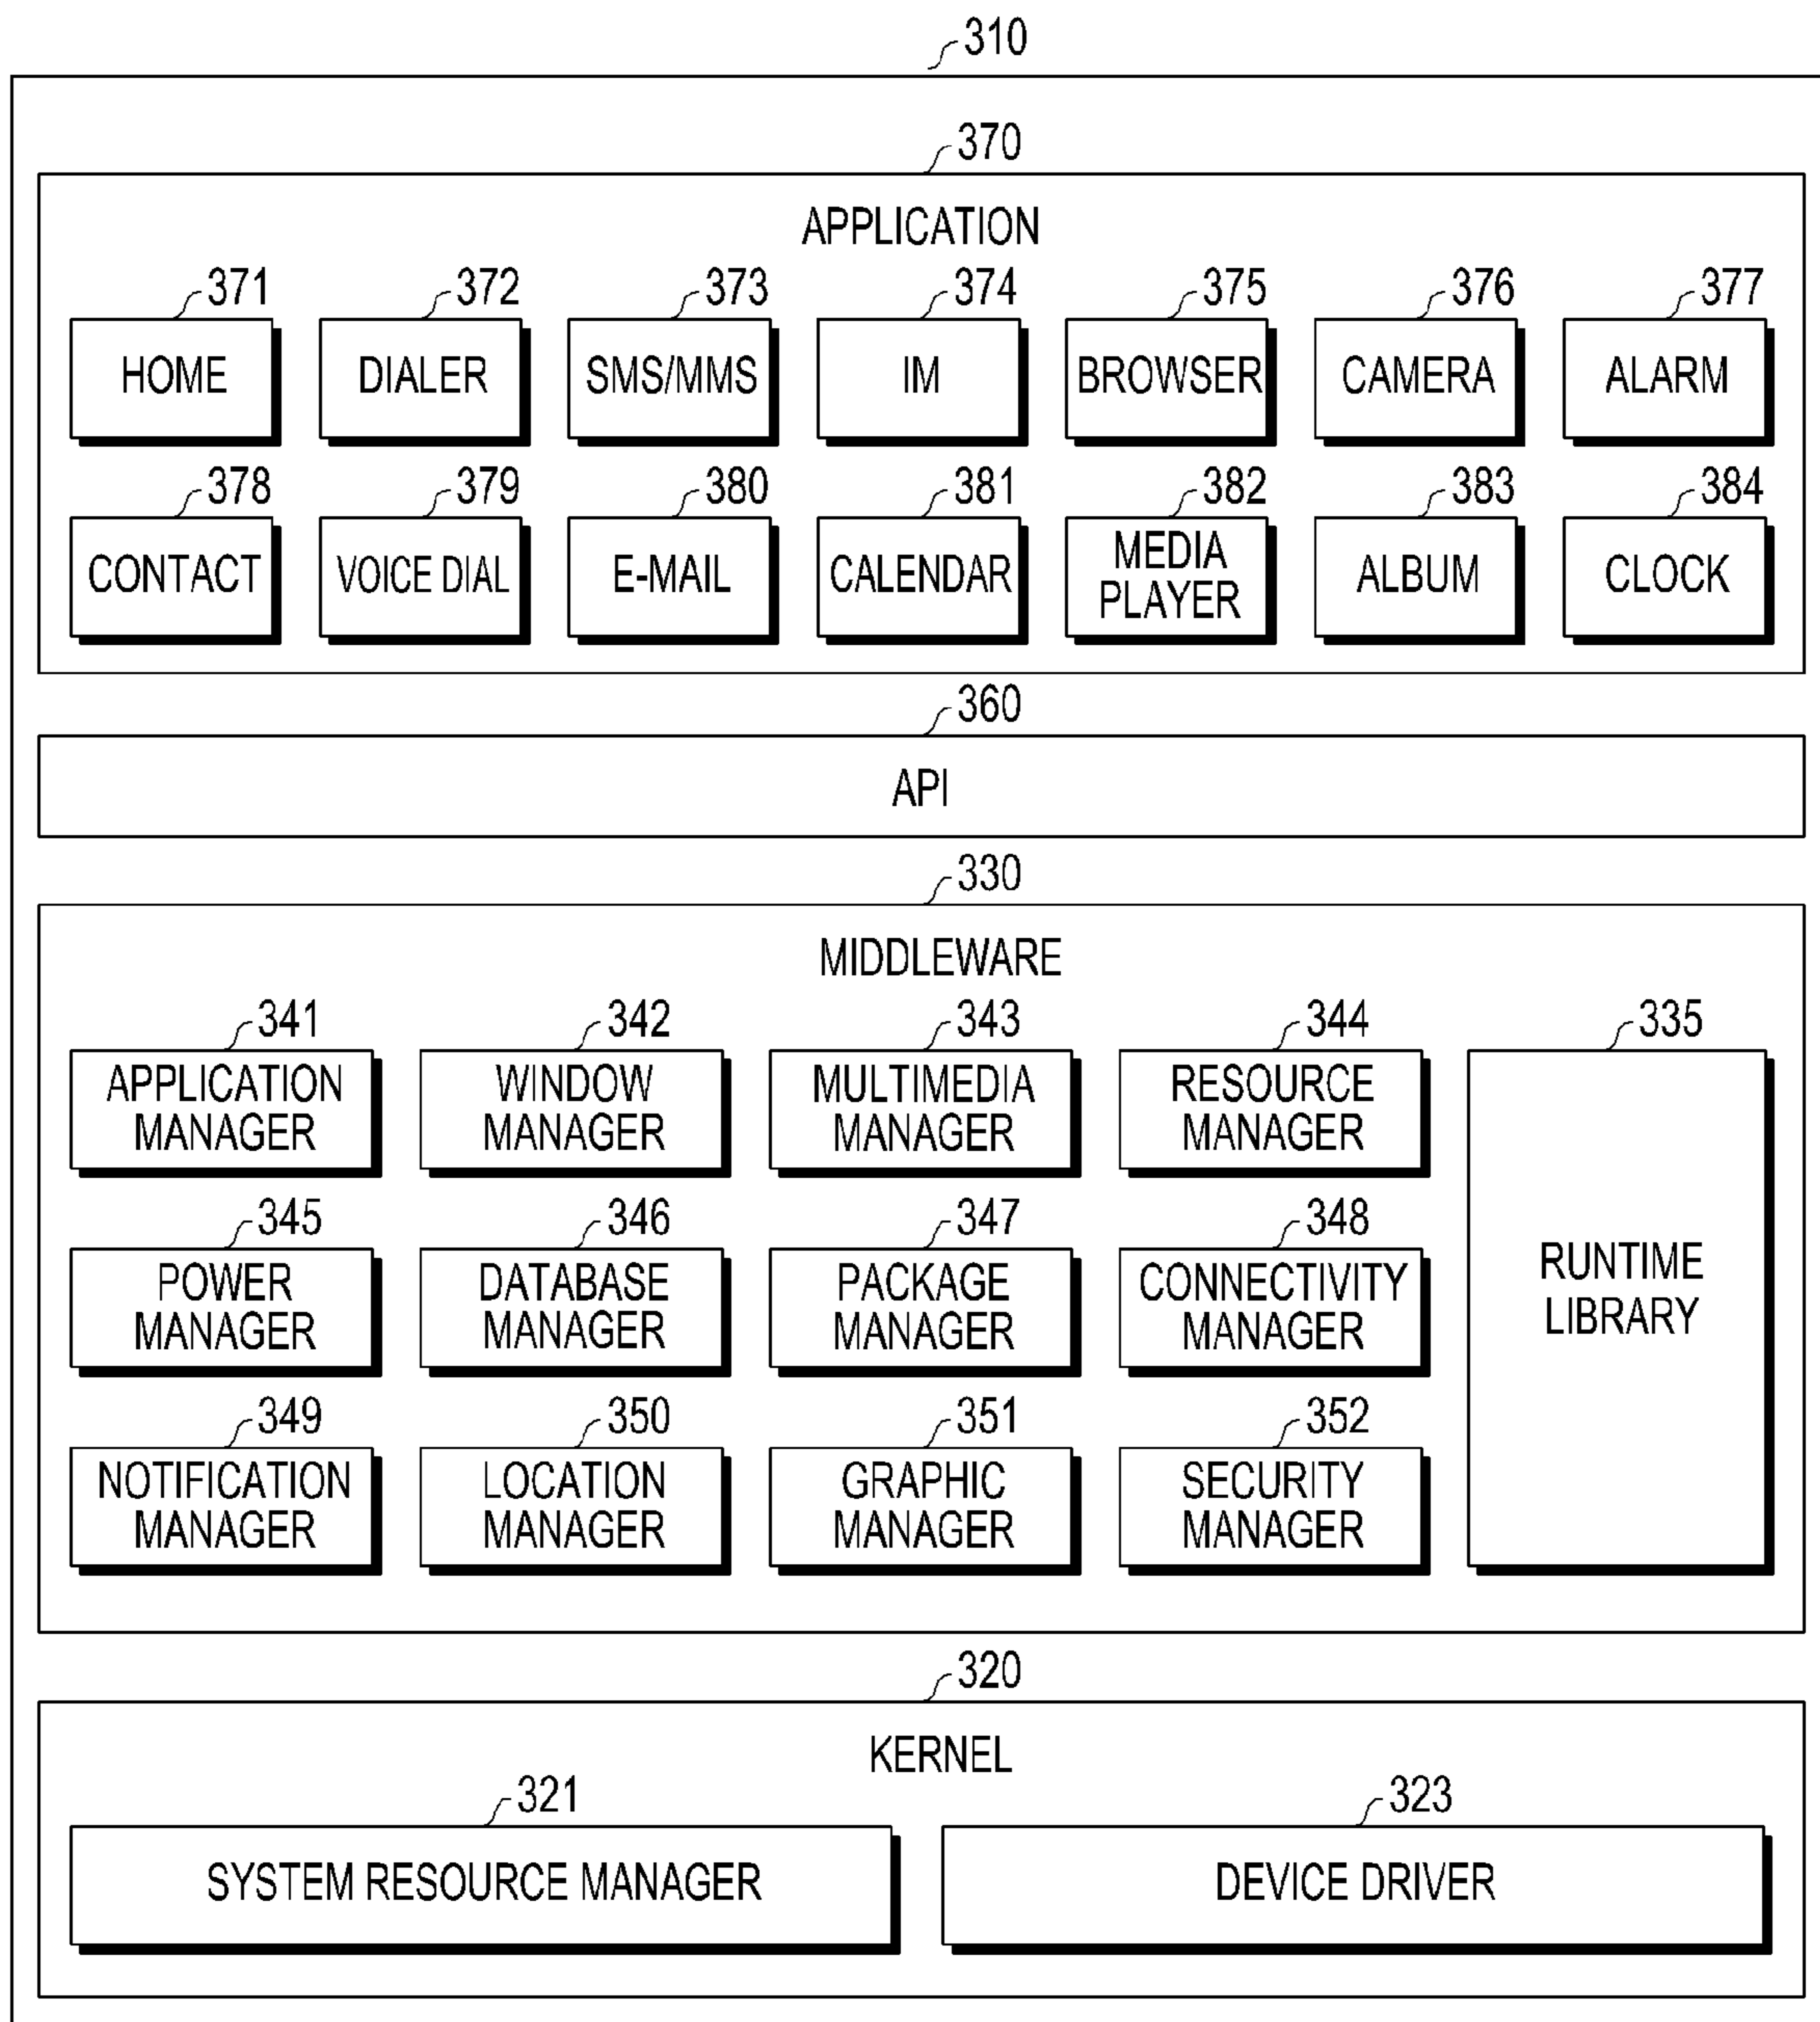 310
370
APPLICATION
371 372 373 374 375 376 377
HOME DIALER SMS/MMS IM BROWSER CAMERA ALARM
378 379 380 381 382 383 384
CONTACT VOICE DIAL E-MAIL CALENDAR MEDIA PLAYER ALBUM CLOCK
360
API
330
MIDDLEWARE
341 342 343 344 335
APPLICATION MANAGER WINDOW MANAGER MULTIMEDIA MANAGER RESOURCE MANAGER
345 346 347 348
POWER MANAGER DATABASE MANAGER PACKAGE MANAGER CONNECTIVITY MANAGER RUNTIME LIBRARY
349 350 351 352
NOTIFICATION MANAGER LOCATION MANAGER GRAPHIC MANAGER SECURITY MANAGER
320
KERNEL
321 323
SYSTEM RESOURCE MANAGER DEVICE DRIVER